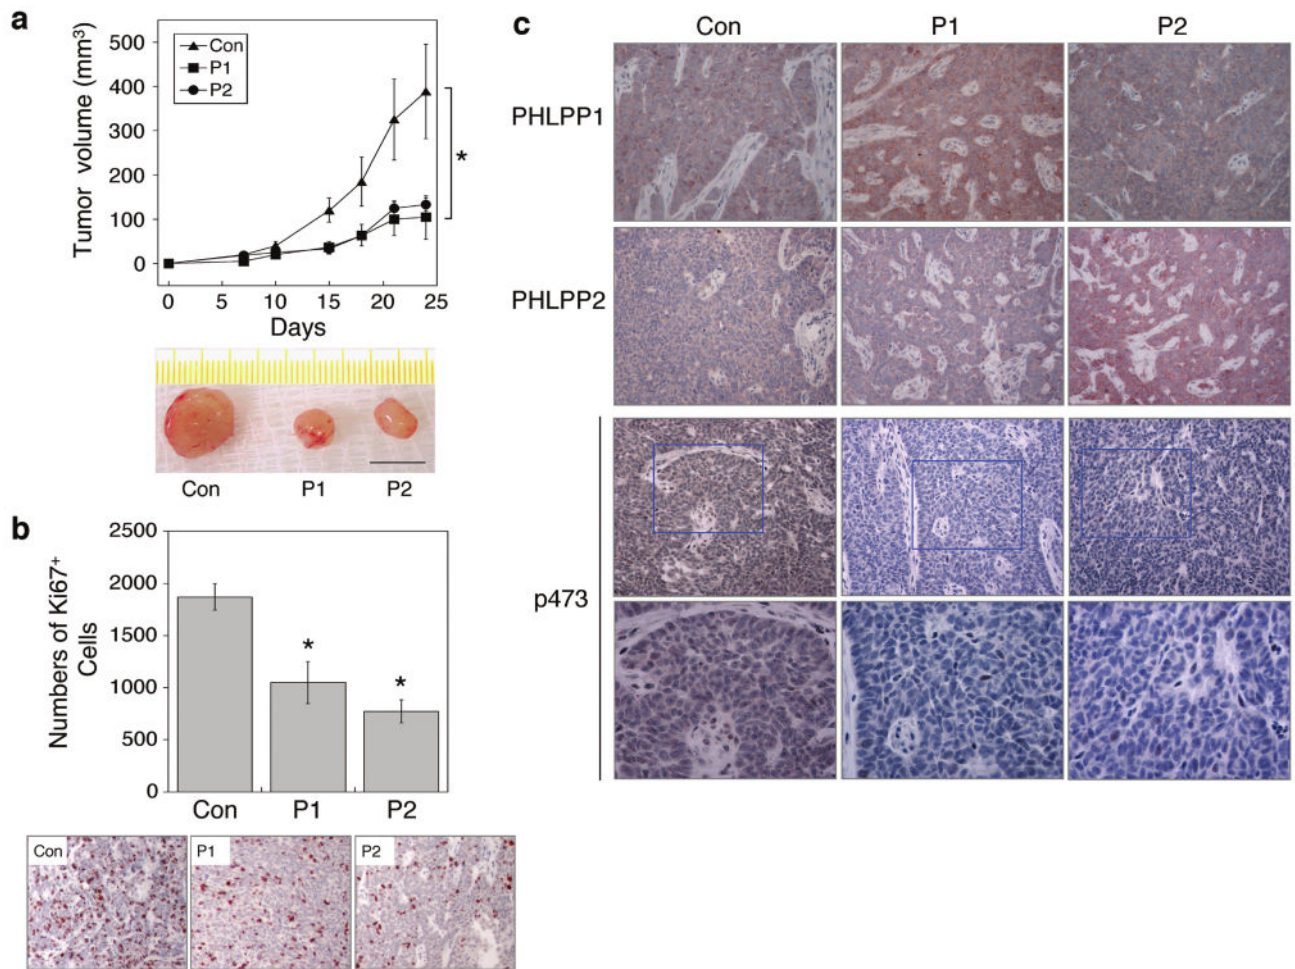 a
Tumor volume (mm³)
500
400
300
200
100
0
Con
P1
P2
*
0 5 10 15 20 25
Days
Con P1 P2
b
Numbers of Ki67⁺
Cells
2500
2000
1500
1000
500
0
*
*
Con P1 P2
Con P1 P2
c
Con P1 P2
PHLPP1
PHLPP2
p473